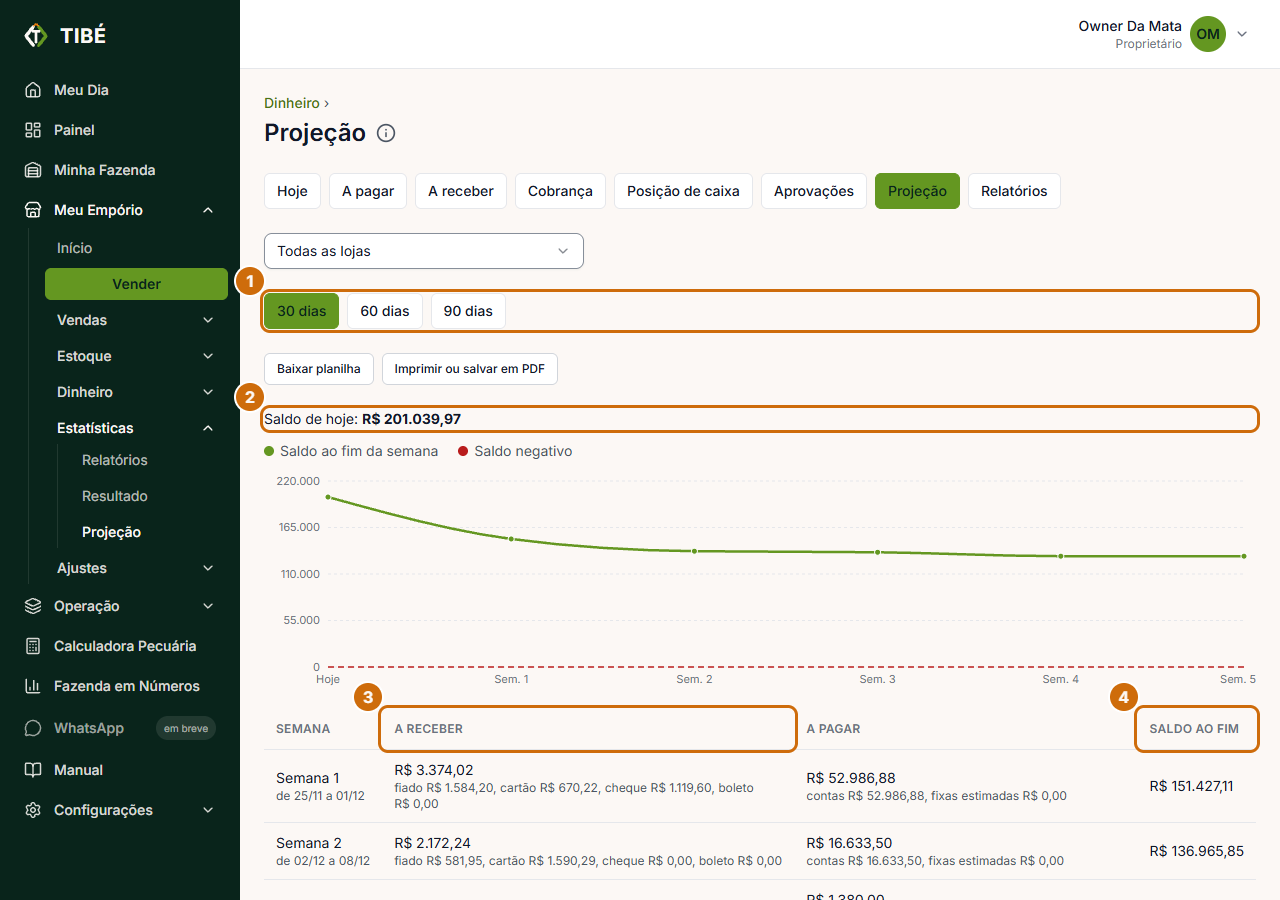 TIBÉ
Meu Dia
Painel
Minha Fazenda
Meu Empório
Início
Vender
Vendas
Estoque
Dinheiro
Estatísticas
Relatórios
Resultado
Projeção
Ajustes
Operação
Calculadora Pecuária
Fazenda em Números
WhatsApp em breve
Manual
Configurações
Owner Da Mata
Proprietário
OM
Dinheiro ›
Projeção
Hoje A pagar A receber Cobrança Posição de caixa Aprovações Projeção Relatórios
Todas as lojas
1
30 dias 60 dias 90 dias
Baixar planilha Imprimir ou salvar em PDF
2
Saldo de hoje: R$ 201.039,97
Saldo ao fim da semana Saldo negativo
220.000
165.000
110.000
55.000
0
Hoje Sem. 1 Sem. 2 Sem. 3 Sem. 4 Sem. 5
3 4
SEMANA A RECEBER A PAGAR SALDO AO FIM
Semana 1
de 25/11 a 01/12
R$ 3.374,02
fiado R$ 1.584,20, cartão R$ 670,22, cheque R$ 1.119,60, boleto
R$ 0,00
R$ 52.986,88
contas R$ 52.986,88, fixas estimadas R$ 0,00
R$ 151.427,11
Semana 2
de 02/12 a 08/12
R$ 2.172,24
fiado R$ 581,95, cartão R$ 1.590,29, cheque R$ 0,00, boleto R$ 0,00
R$ 16.633,50
contas R$ 16.633,50, fixas estimadas R$ 0,00
R$ 136.965,85
R$ 1.380,00